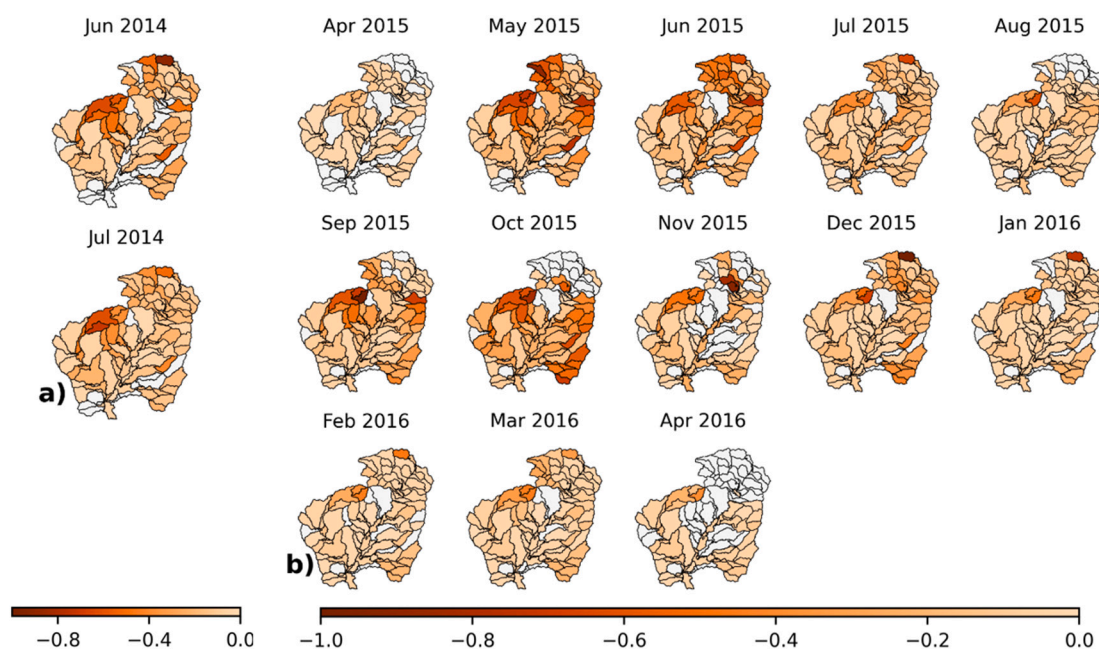 Jun 2014
Apr 2015
May 2015
Jun 2015
Jul 2015
Aug 2015
Jul 2014
Sep 2015
Oct 2015
Nov 2015
Dec 2015
Jan 2016
a)
Feb 2016
Mar 2016
Apr 2016
b)
−0.8 −0.4 0.0
−1.0 −0.8 −0.6 −0.4 −0.2 0.0